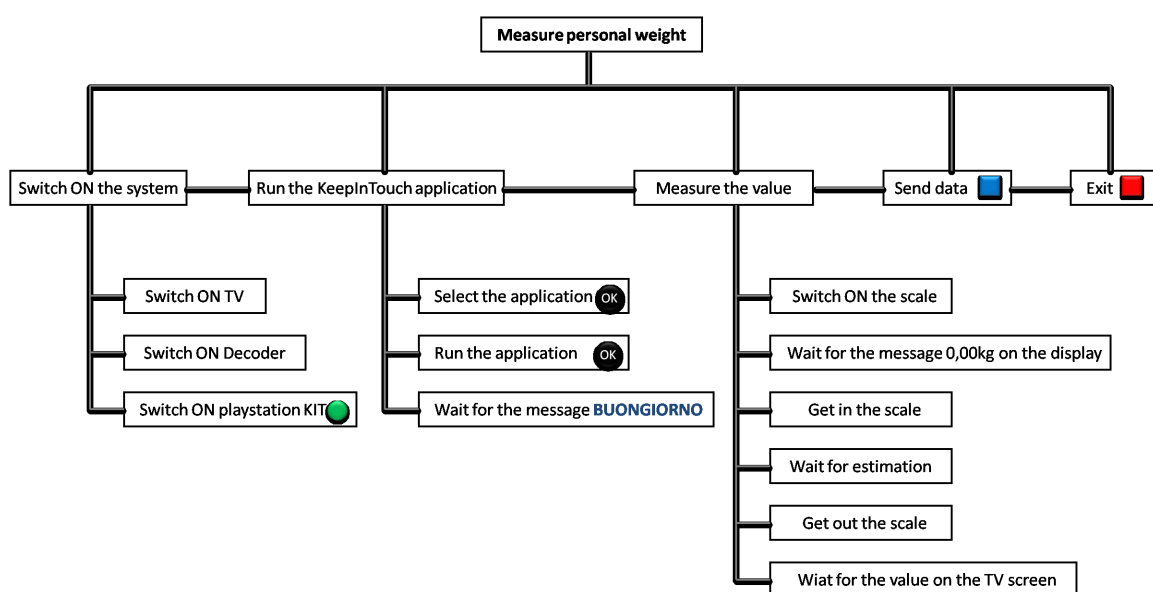 Measure personal weight
Switch ON the system
Run the KeepInTouch application
Measure the value
Send data
Exit
Switch ON TV
Switch ON Decoder
Switch ON playstation KIT
Select the application OK
Run the application OK
Wait for the message BUONGIORNO
Switch ON the scale
Wait for the message 0,00kg on the display
Get in the scale
Wait for estimation
Get out the scale
Wiat for the value on the TV screen